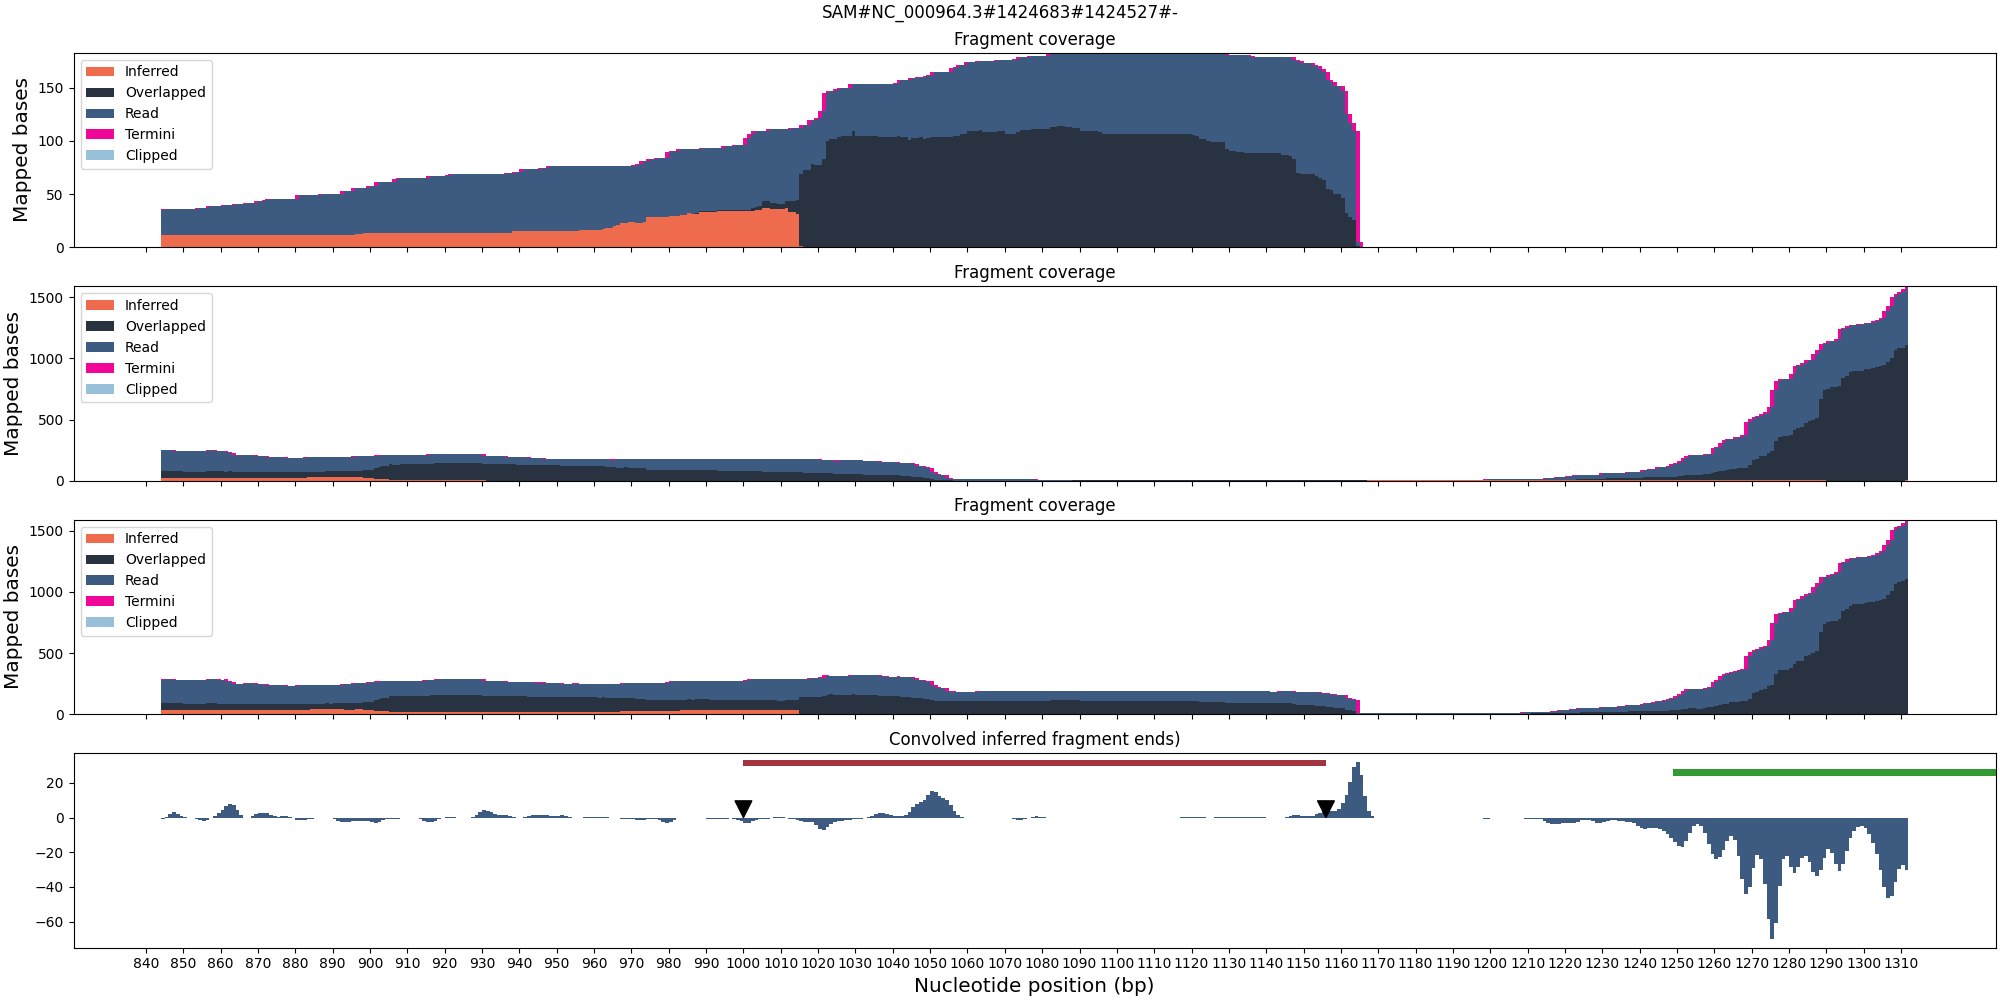 SAM#NC_000964.3#1424683#1424527#-
Fragment coverage
Mapped bases
150
100
50
0
Inferred
Overlapped
Read
Termini
Clipped
Fragment coverage
Mapped bases
1500
1000
500
0
Inferred
Overlapped
Read
Termini
Clipped
Fragment coverage
Mapped bases
1500
1000
500
0
Inferred
Overlapped
Read
Termini
Clipped
Convolved inferred fragment ends)
20
0
−20
−40
−60
840 850 860 870 880 890 900 910 920 930 940 950 960 970 980 990 1000 1010 1020 1030 1040 1050 1060 1070 1080 1090 1100 1110 1120 1130 1140 1150 1160 1170 1180 1190 1200 1210 1220 1230 1240 1250 1260 1270 1280 1290 1300 1310
Nucleotide position (bp)